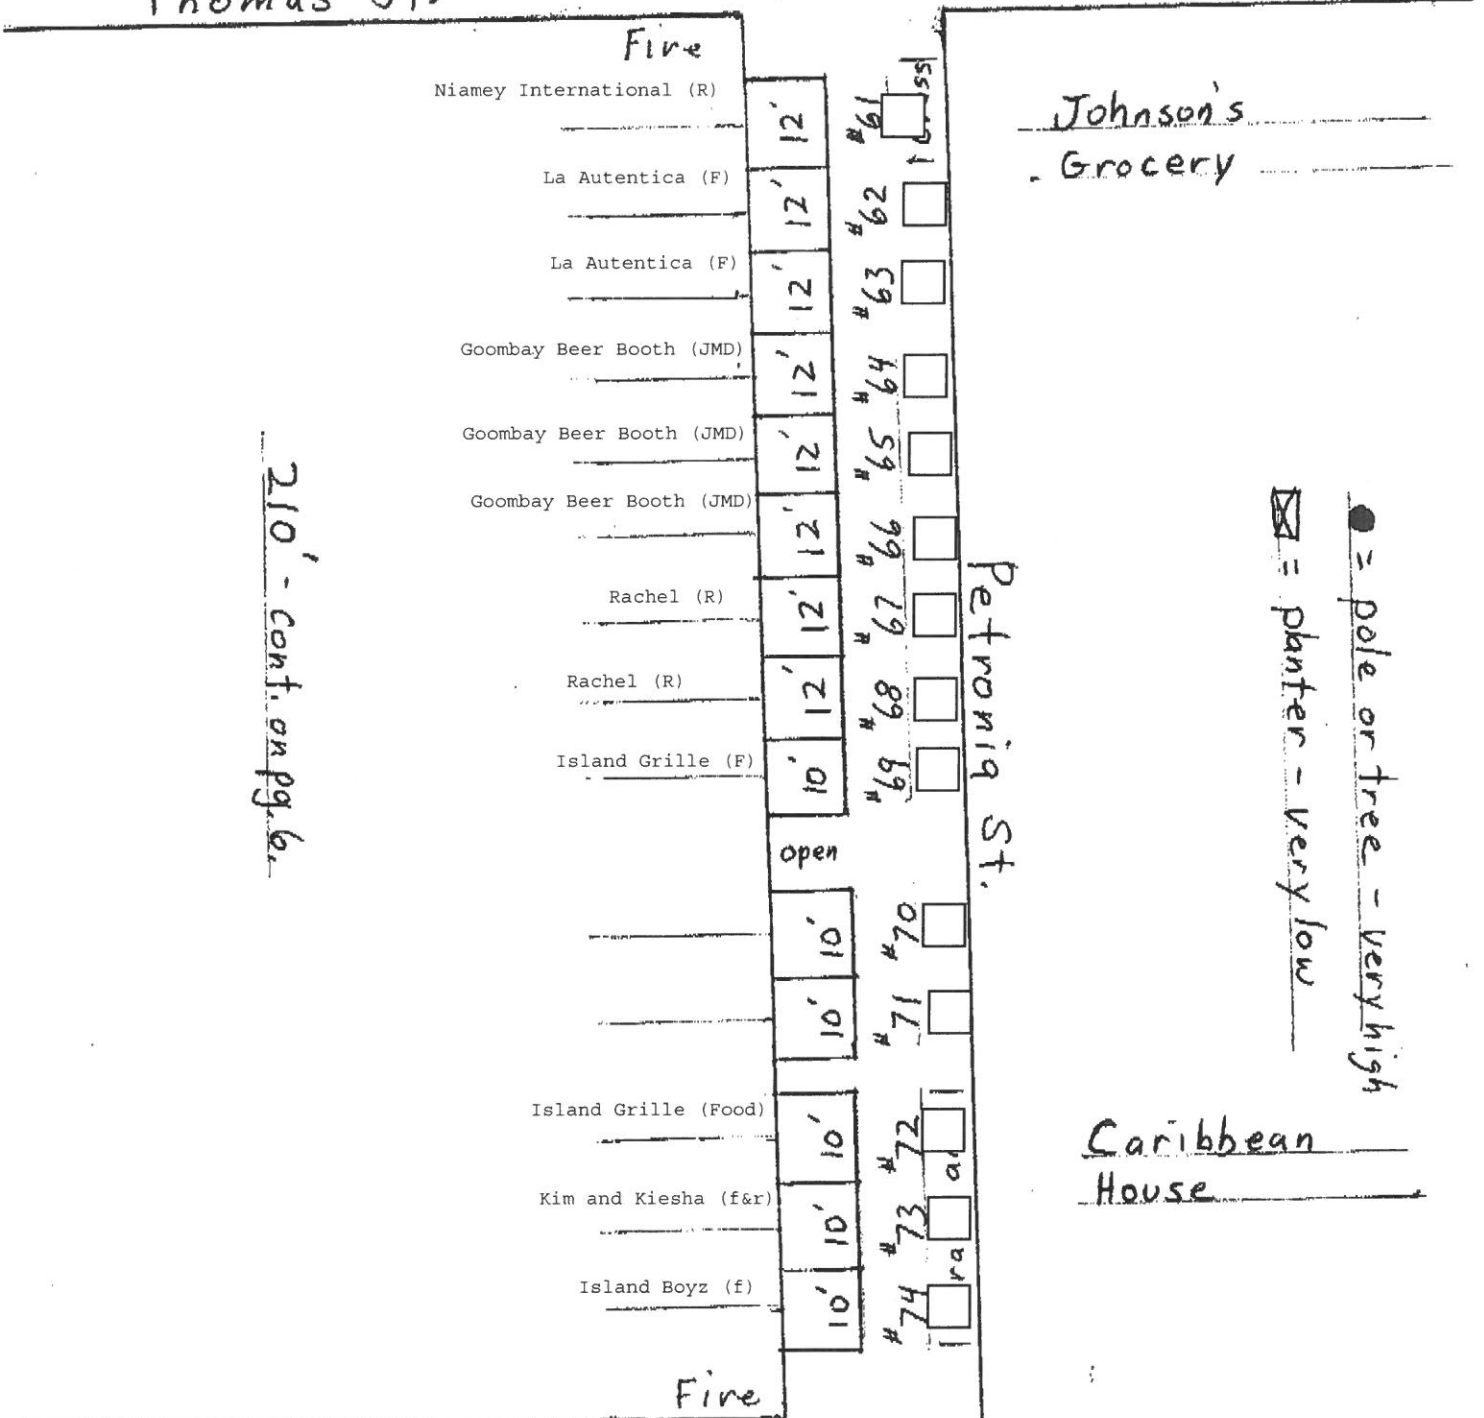 Thomas St.
Fire
Niamey International (R)
12'
#61
Johnson's
Grocery
La Autentica (F)
12'
#62
La Autentica (F)
12'
#63
Goombay Beer Booth (JMD)
12'
#64
Goombay Beer Booth (JMD)
12'
#65
Goombay Beer Booth (JMD)
12'
#66
Rachel (R)
12'
#67
Rachel (R)
12'
#68
Island Grille (F)
10'
#69
open
10'
#70
10'
#71
Island Grille (Food)
10'
#72
Kim and Kiesha (f&r)
10'
#73
Island Boyz (f)
10'
#74
Fire
Petronia St.
Caribbean
House
210' - cont. on pg. 6.
= pole or tree - very high
= planter - very low